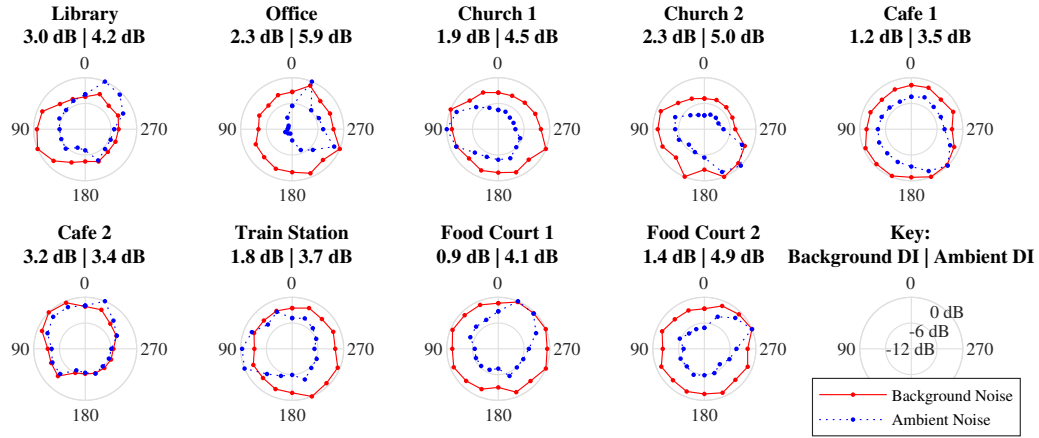 Library
3.0 dB | 4.2 dB
0
90
270
180
Office
2.3 dB | 5.9 dB
0
90
270
180
Church 1
1.9 dB | 4.5 dB
0
90
270
180
Church 2
2.3 dB | 5.0 dB
0
90
270
180
Cafe 1
1.2 dB | 3.5 dB
0
90
270
180
Cafe 2
3.2 dB | 3.4 dB
0
90
270
180
Train Station
1.8 dB | 3.7 dB
0
90
270
180
Food Court 1
0.9 dB | 4.1 dB
0
90
270
180
Food Court 2
1.4 dB | 4.9 dB
0
90
270
180
Key:
Background DI | Ambient DI
0
0 dB
-6 dB
-12 dB
90
270
Background Noise
Ambient Noise